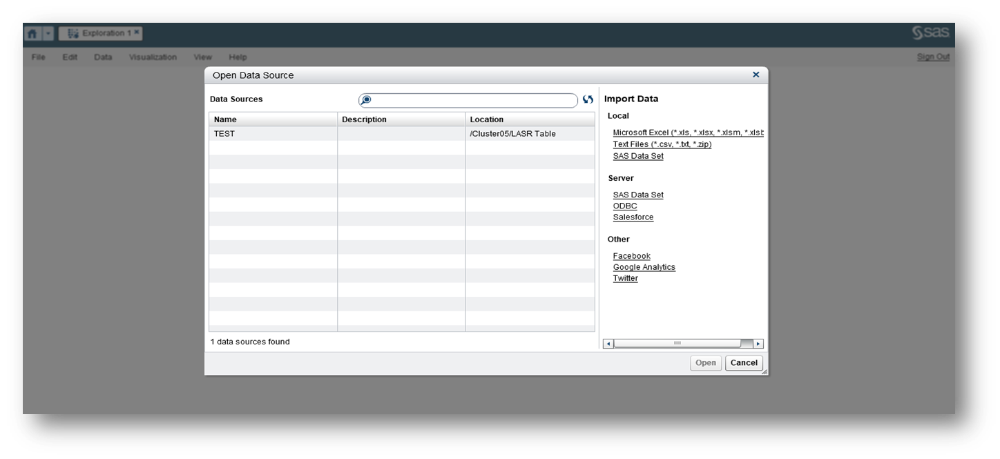 Exploration 1
sas
File Edit Data Visualization View Help
Sign Out
Open Data Source
Data Sources
Name Description Location
TEST /Cluster05/LASR Table
1 data sources found
Import Data
Local
Microsoft Excel (*.xls, *.xlsx, *.xlsm, *.xlsb
Text Files (*.csv, *.txt, *.zip)
SAS Data Set
Server
SAS Data Set
ODBC
Salesforce
Other
Facebook
Google Analytics
Twitter
Open Cancel